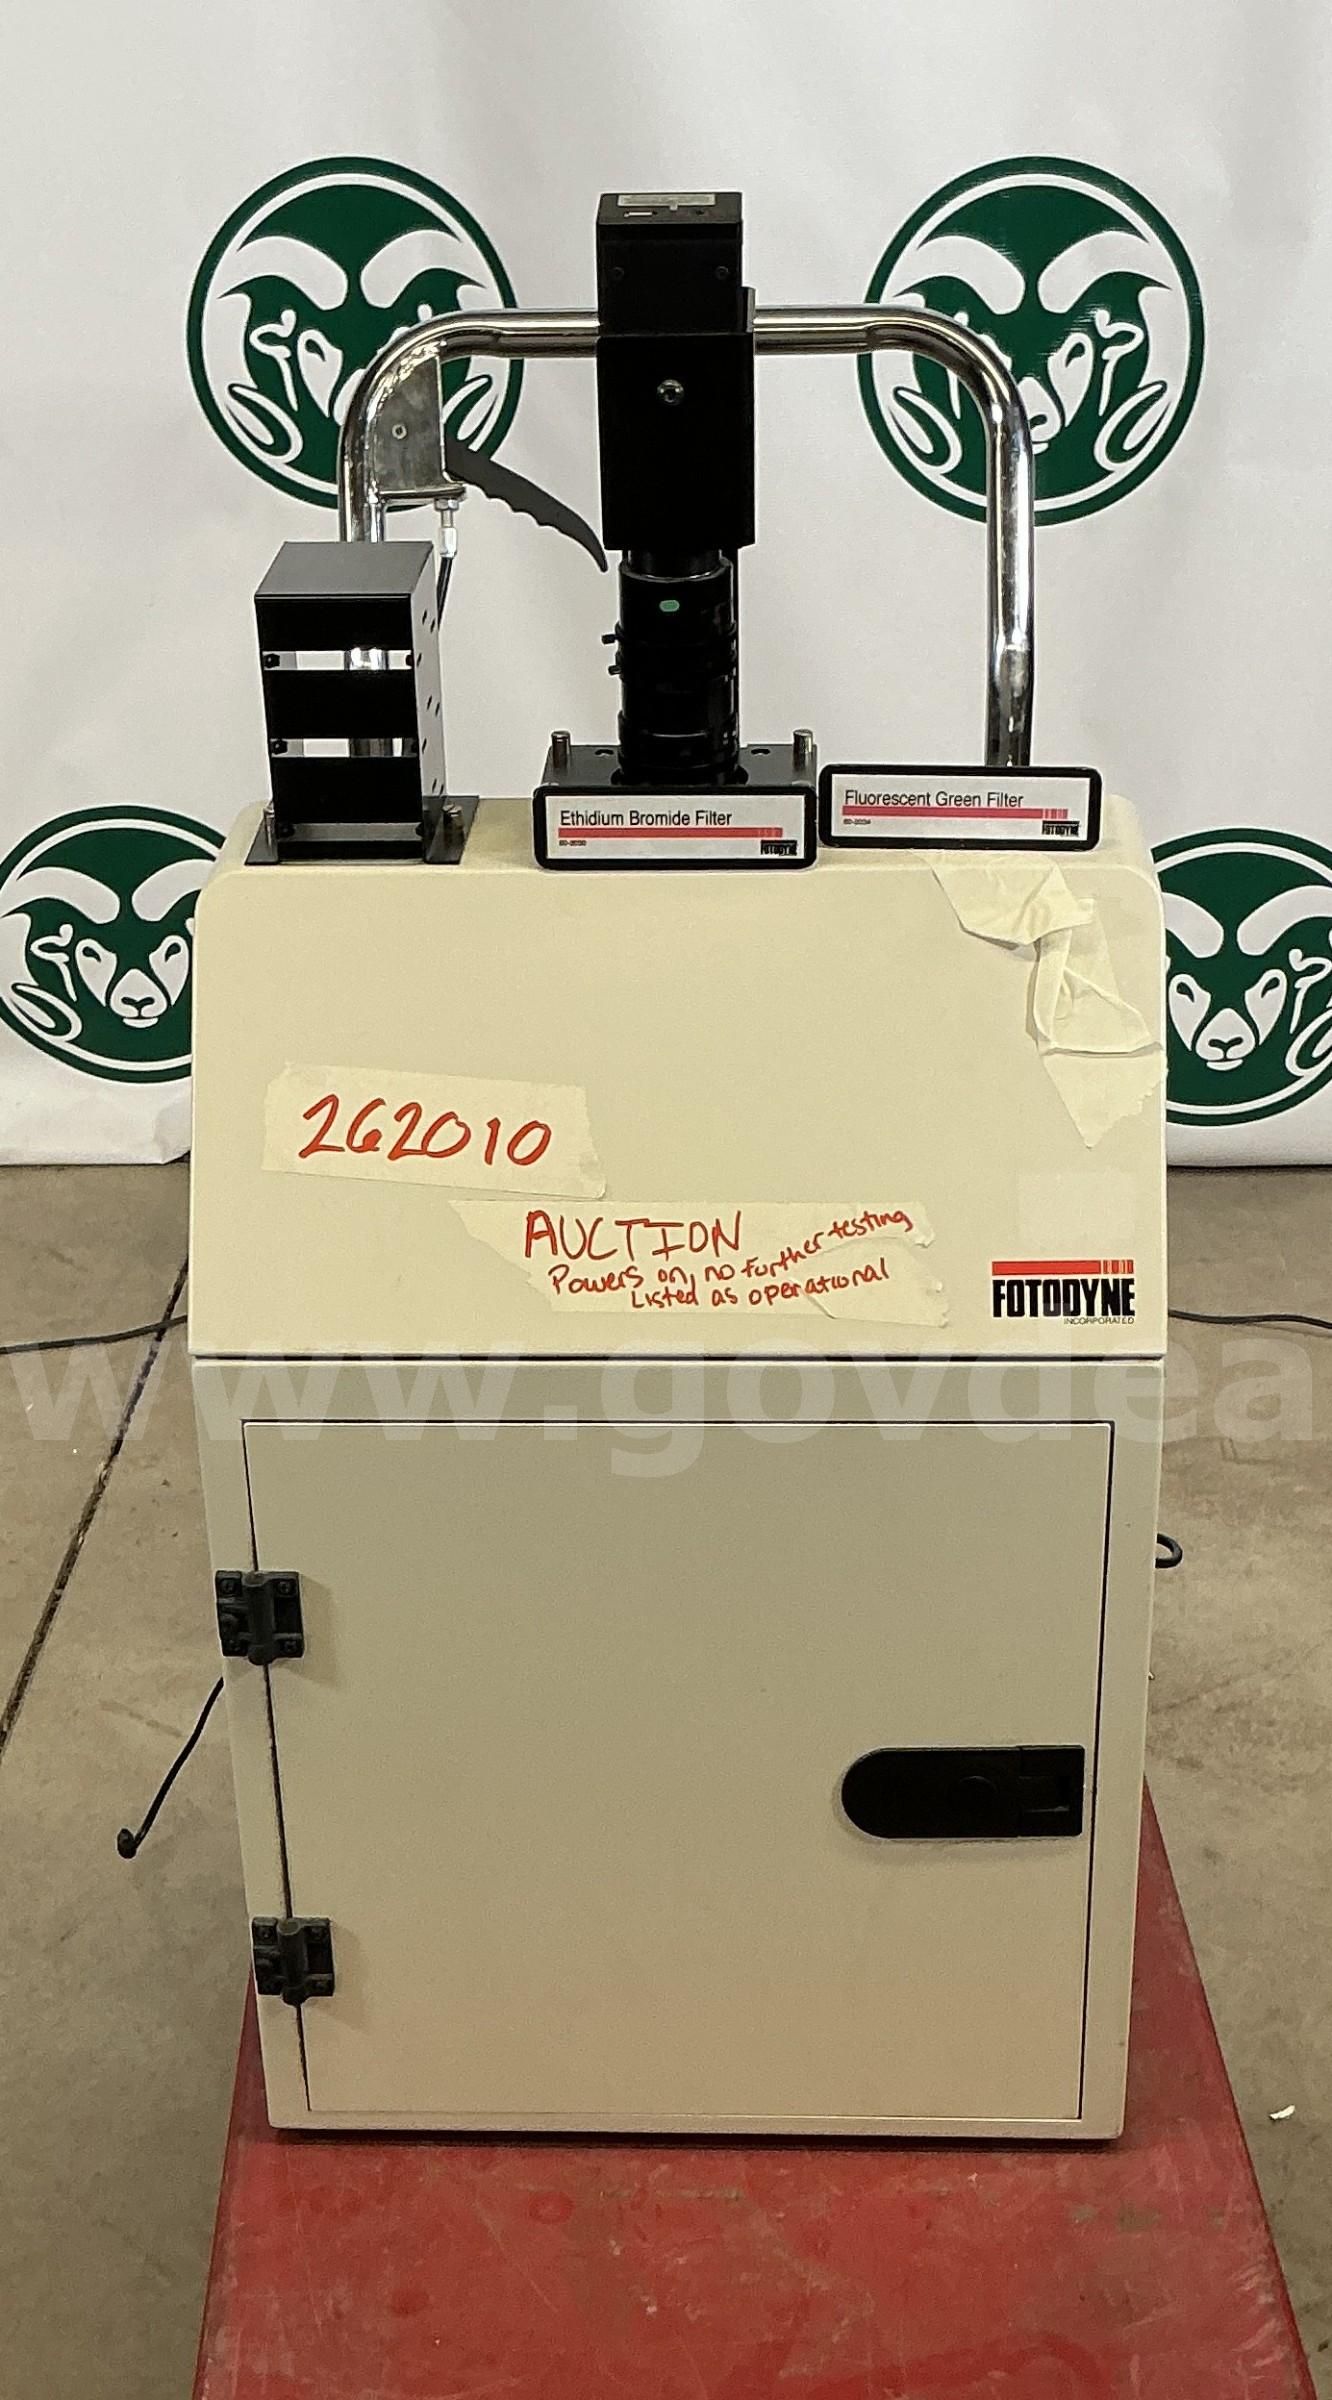 Ethidium Bromide Filter
FOTODYNE
Fluorescent Green Filter
FOTODYNE
262010
AUCTION
Powers on, no further testing
Listed as operational
FOTODYNE
INCORPORATED
www.govdea